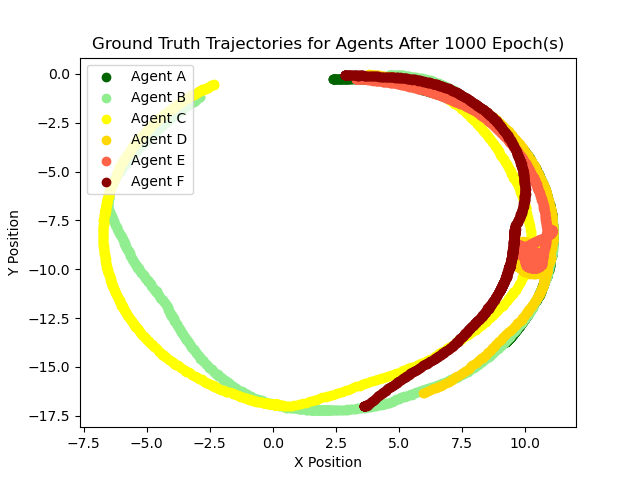 Ground Truth Trajectories for Agents After 1000 Epoch(s)
Agent A
Agent B
Agent C
Agent D
Agent E
Agent F
0.0
−2.5
−5.0
−7.5
−10.0
−12.5
−15.0
−17.5
Y Position
−7.5 −5.0 −2.5 0.0 2.5 5.0 7.5 10.0
X Position